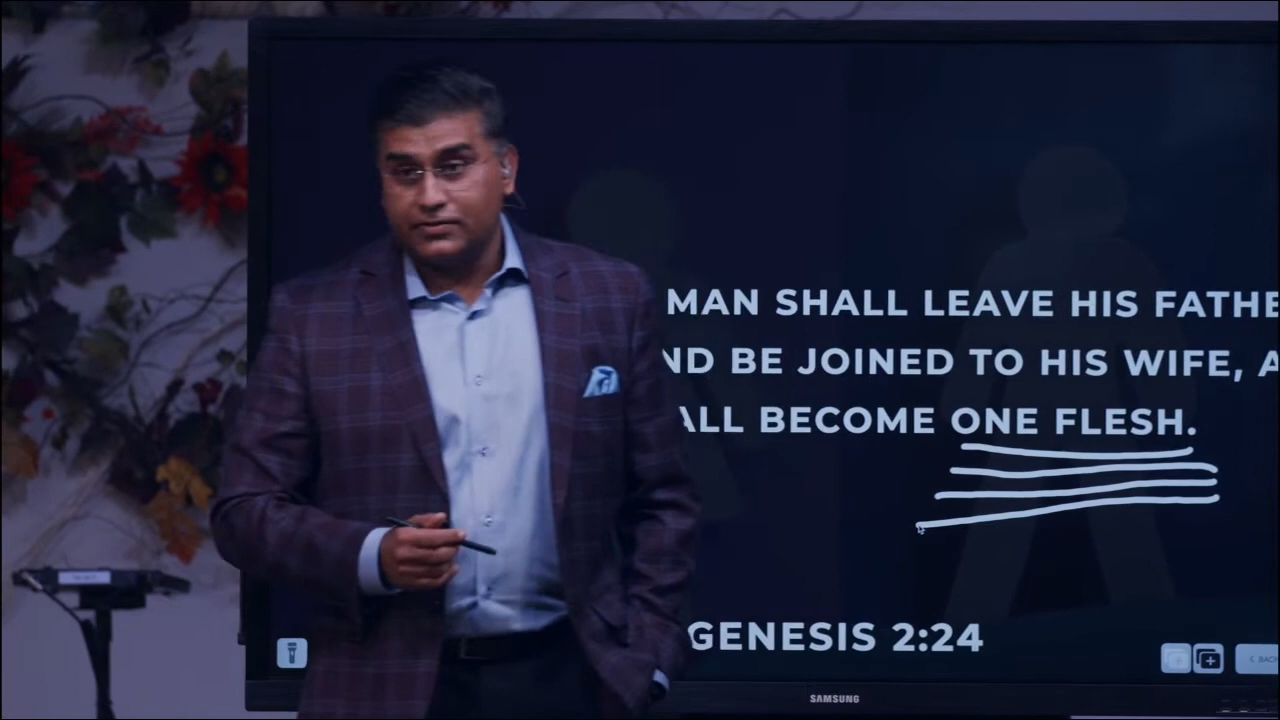 MAN SHALL LEAVE HIS FATHE
ND BE JOINED TO HIS WIFE, A
ALL BECOME ONE FLESH.
GENESIS 2:24
< BACK
SAMSUNG